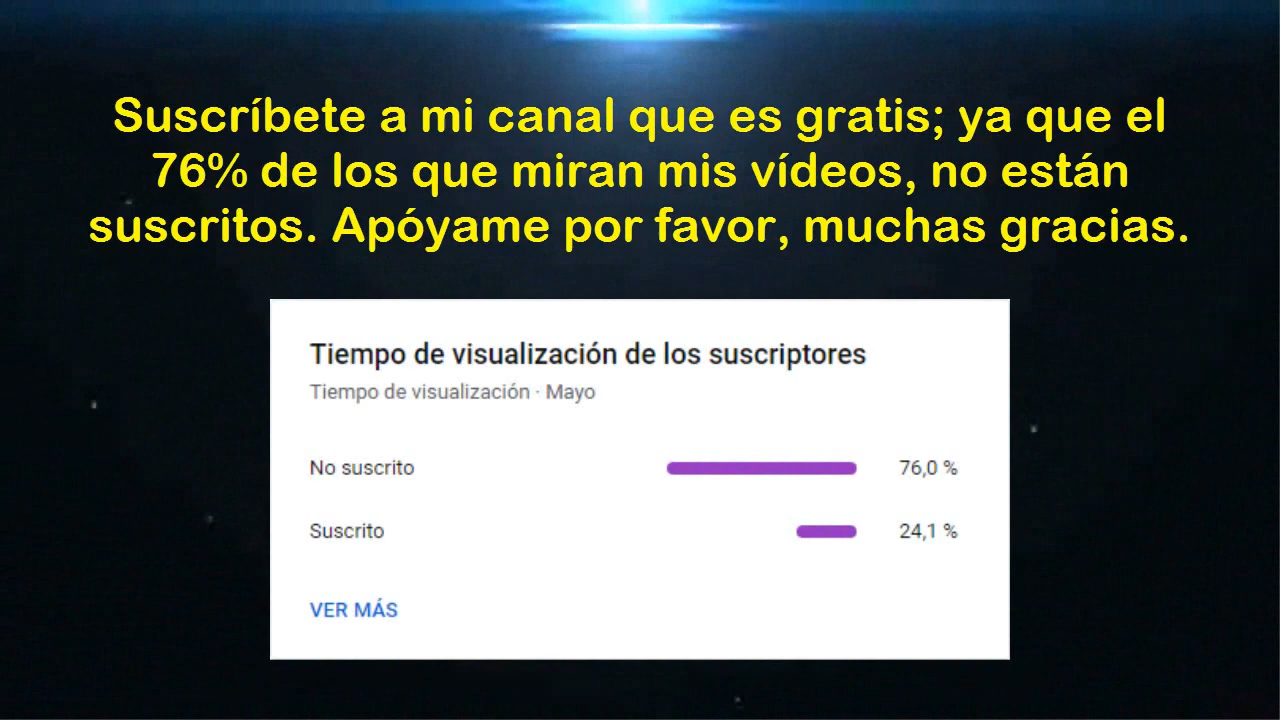 Suscríbete a mi canal que es gratis; ya que el
76% de los que miran mis vídeos, no están
suscritos. Apóyame por favor, muchas gracias.
Tiempo de visualización de los suscriptores
Tiempo de visualización · Mayo
No suscrito 76,0 %
Suscrito 24,1 %
VER MÁS